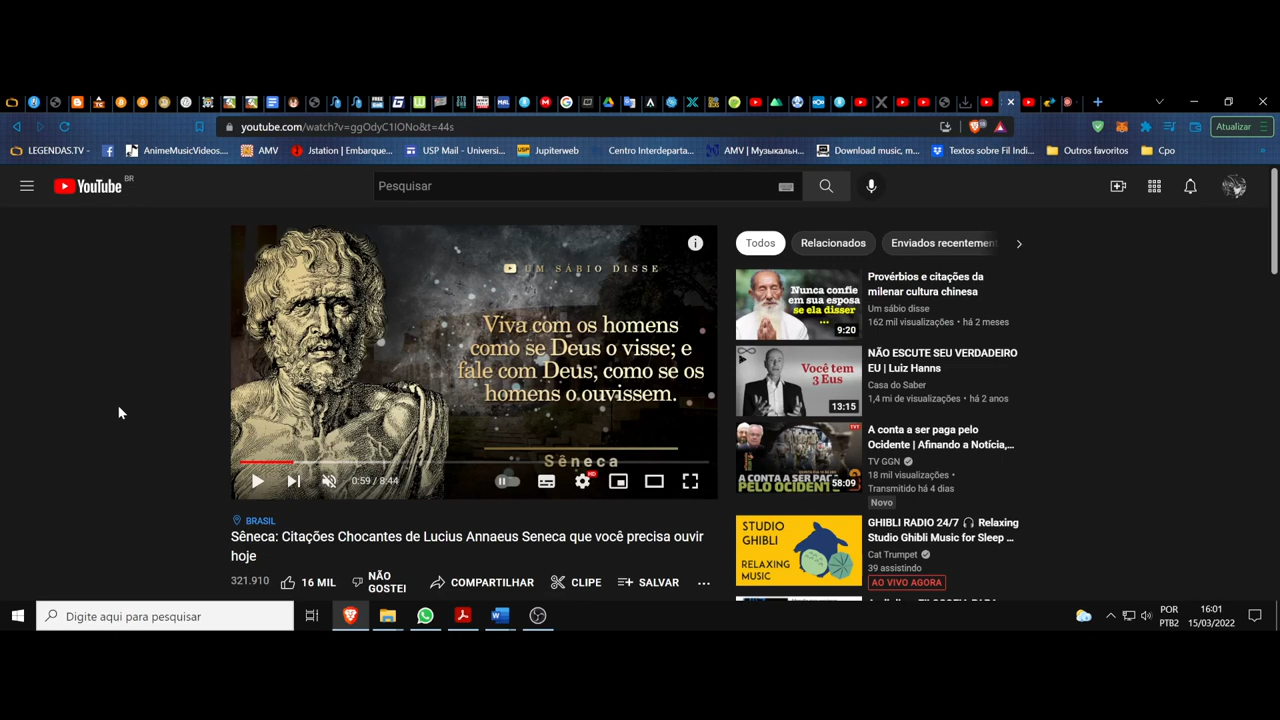 youtube.com/watch?v=ggOdyC1IONo&t=44s
Atualizar
LEGENDAS.TV -
AnimeMusicVideos...
AMV
Jstation | Embarque...
USP Mail - Universi...
Jupiterweb
Centro Interdeparta...
AMV | Музыкальн...
Download music, m...
Textos sobre Fil Indi...
Outros favoritos
Cpo
YouTube BR
Pesquisar
UM SÁBIO DISSE
Viva com os homens
como se Deus o visse; e
fale com Deus, como se os
homens o ouvissem.
Sêneca
0:59 / 8:44
HD
BRASIL
Sêneca: Citações Chocantes de Lucius Annaeus Seneca que você precisa ouvir
hoje
321.910
16 MIL
NÃO
GOSTEI
COMPARTILHAR
CLIPE
SALVAR
Todos
Relacionados
Enviados recentement
Nunca confie
em sua esposa
se ela disser
...
9:20
Provérbios e citações da
milenar cultura chinesa
Um sábio disse
162 mil visualizações • há 2 meses
Você tem
3 Eus
13:15
NÃO ESCUTE SEU VERDADEIRO
EU | Luiz Hanns
Casa do Saber
1,4 mi de visualizações • há 2 anos
TVT
A CONTA A SER PAGA
PELO OCIDENTE
58:09
A conta a ser paga pelo
Ocidente | Afinando a Notícia,...
TV GGN
18 mil visualizações •
Transmitido há 4 dias
Novo
STUDIO
GHIBLI
RELAXING
MUSIC
GHIBLI RADIO 24/7 🎧 Relaxing
Studio Ghibli Music for Sleep ...
Cat Trumpet
39 assistindo
AO VIVO AGORA
Digite aqui para pesquisar
POR
PTB2
16:01
15/03/2022